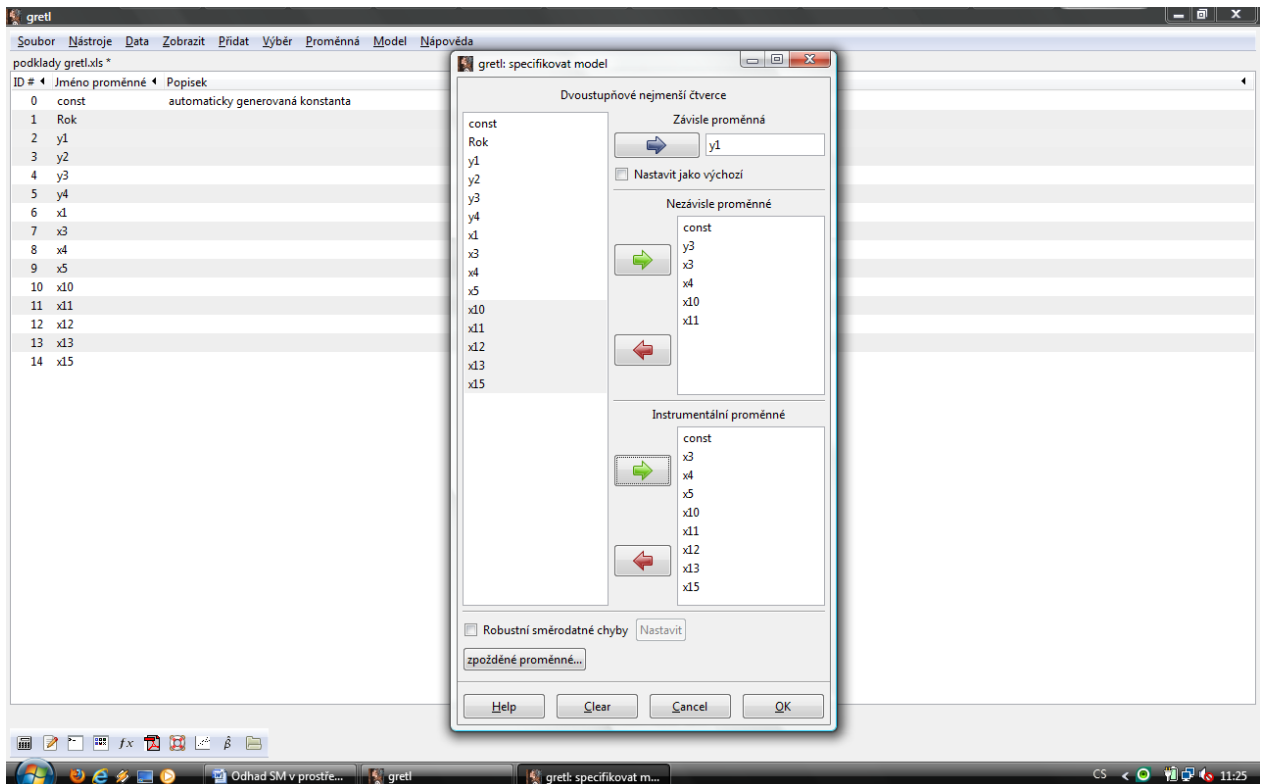 gretl
Soubor Nástroje Data Zobrazit Přidat Výběr Proměnná Model Nápověda
podklady gretl.xls *
ID # Jméno proměnné Popisek
0 const automaticky generovaná konstanta
1 Rok
2 y1
3 y2
4 y3
5 y4
6 x1
7 x3
8 x4
9 x5
10 x10
11 x11
12 x12
13 x13
14 x15
gretl: specifikovat model
Dvoustupňové nejmenší čtverce
const
Rok
y1
y2
y3
y4
x1
x3
x4
x5
x10
x11
x12
x13
x15
Závisle proměnná
y1
Nastavit jako výchozí
Nezávisle proměnné
const
y3
x3
x4
x10
x11
Instrumentální proměnné
const
x3
x4
x5
x10
x11
x12
x13
x15
Robustní směrodatné chyby Nastavit
zpožděné proměnné...
Help Clear Cancel OK
fx β̂
Odhad SM v prostře... gretl gretl: specifikovat m... CS 11:25